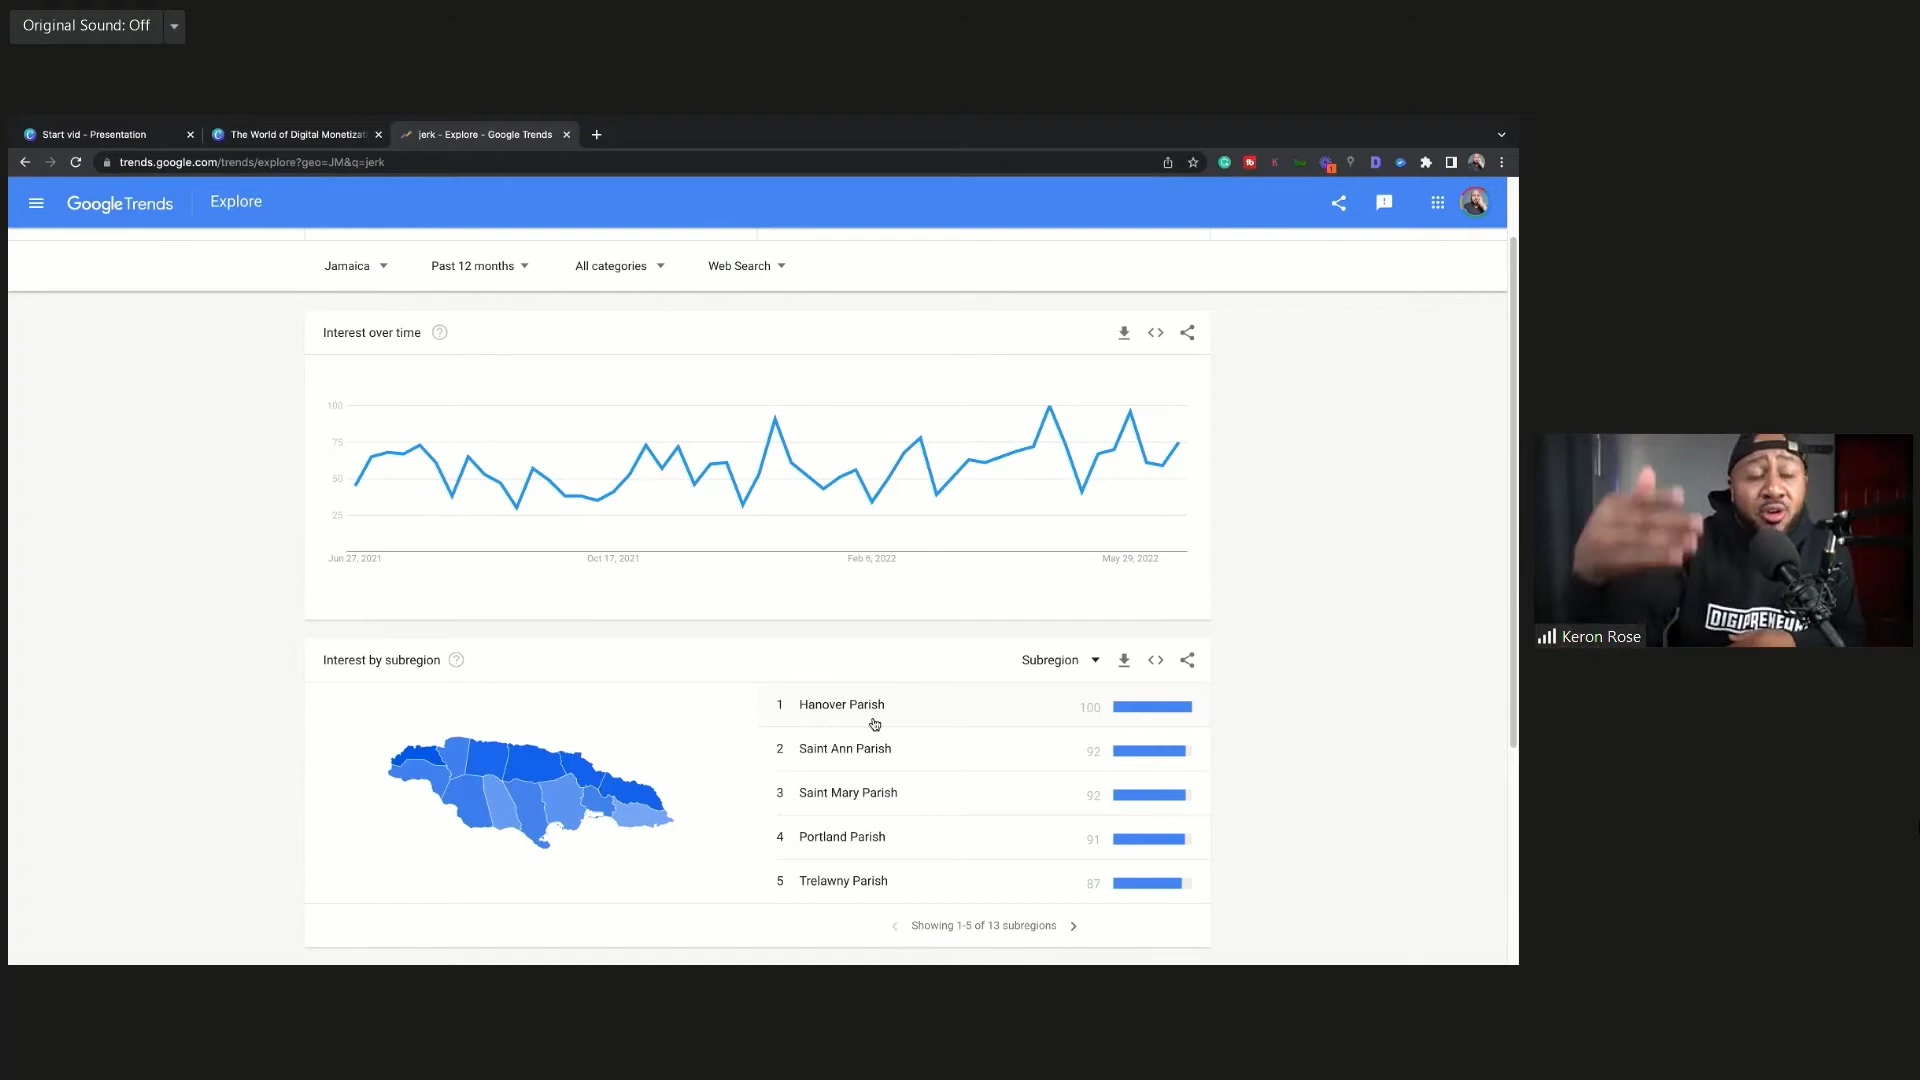 Original Sound: Off
Start vid - Presentation
The World of Digital Monetizati
jerk - Explore - Google Trends
trends.google.com/trends/explore?geo=JM&q=jerk
Google Trends
Explore
Jamaica
Past 12 months
All categories
Web Search
Interest over time
100
75
50
25
Jun 27, 2021
Oct 17, 2021
Feb 6, 2022
May 29, 2022
Interest by subregion
Subregion
1 Hanover Parish 100
2 Saint Ann Parish 92
3 Saint Mary Parish 92
4 Portland Parish 91
5 Trelawny Parish 87
Showing 1-5 of 13 subregions
DIGIPRENEUR
Keron Rose